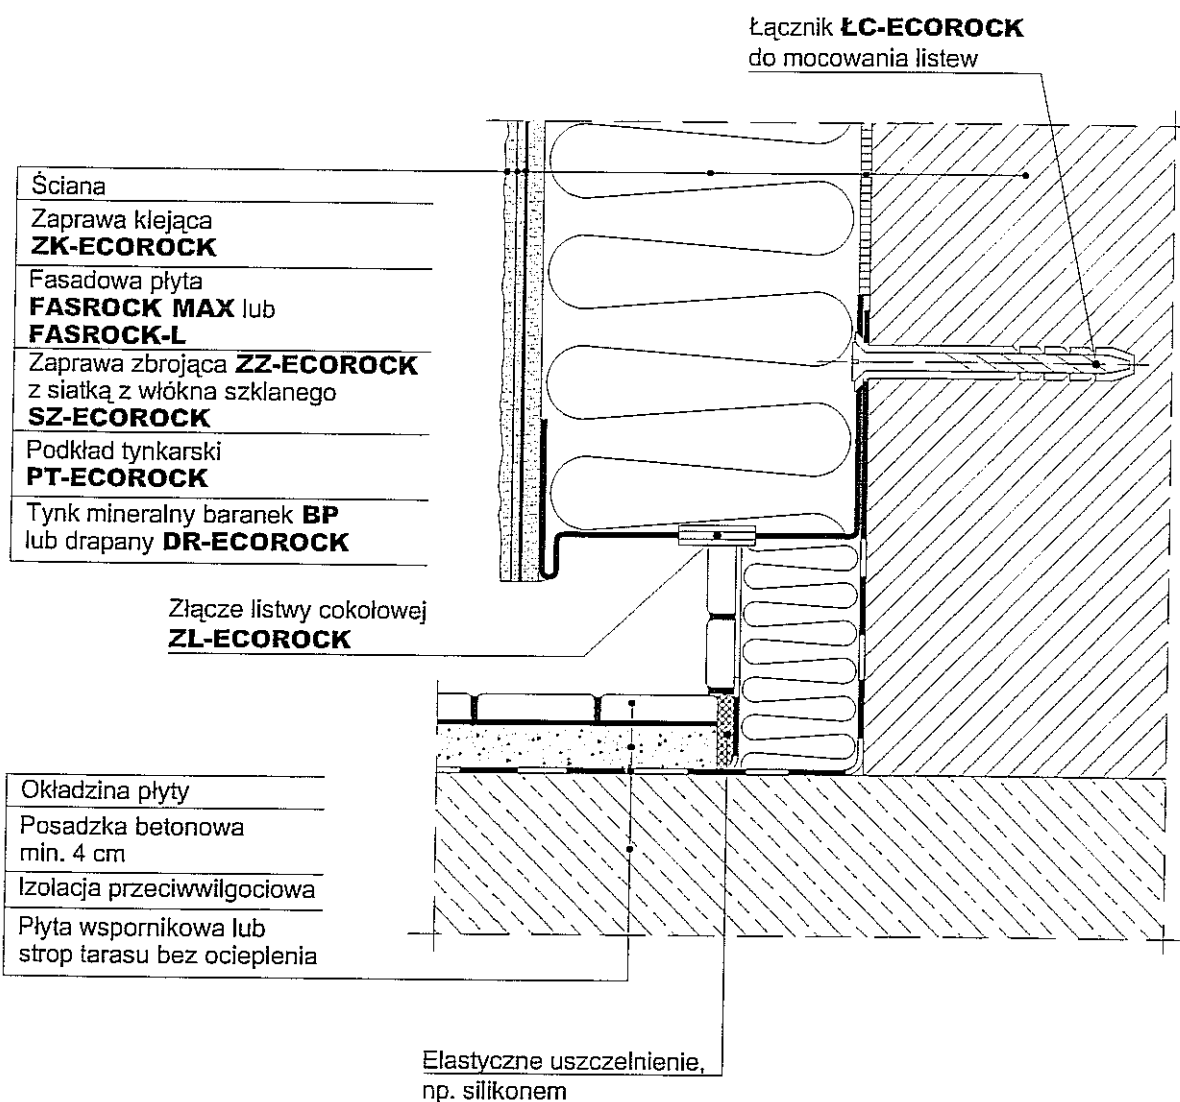 Łącznik ŁC-ECOROCK
do mocowania listew
Ściana
Zaprawa klejąca
ZK-ECOROCK
Fasadowa płyta
FASROCK MAX lub
FASROCK-L
Zaprawa zbrojąca ZZ-ECOROCK
z siatką z włókna szklanego
SZ-ECOROCK
Podkład tynkarski
PT-ECOROCK
Tynk mineralny baranek BP
lub drapany DR-ECOROCK
Złącze listwy cokołowej
ZL-ECOROCK
Okładzina płyty
Posadzka betonowa
min. 4 cm
Izolacja przeciwwilgociowa
Płyta wspornikowa lub
strop tarasu bez ocieplenia
Elastyczne uszczelnienie,
np. silikonem